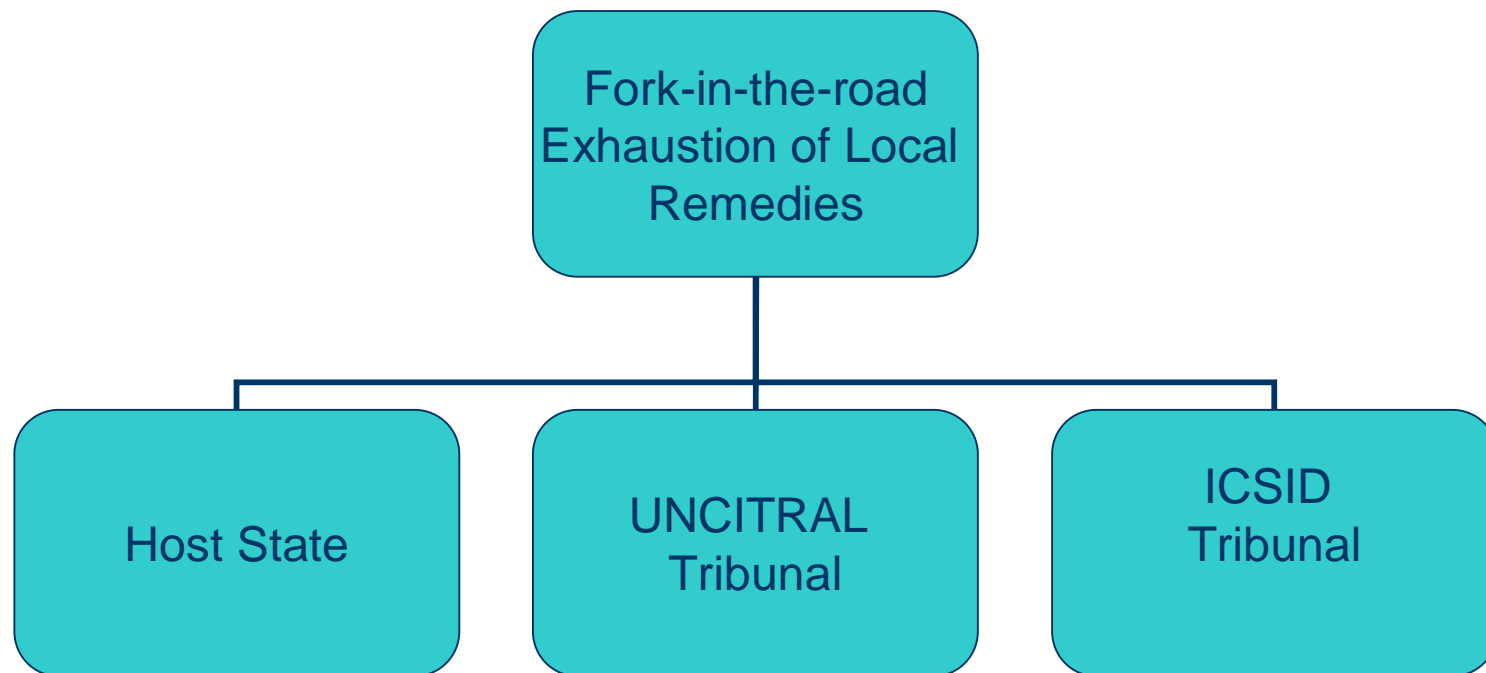 Fork-in-the-road
Exhaustion of Local
Remedies
Host State
UNCITRAL
Tribunal
ICSID
Tribunal